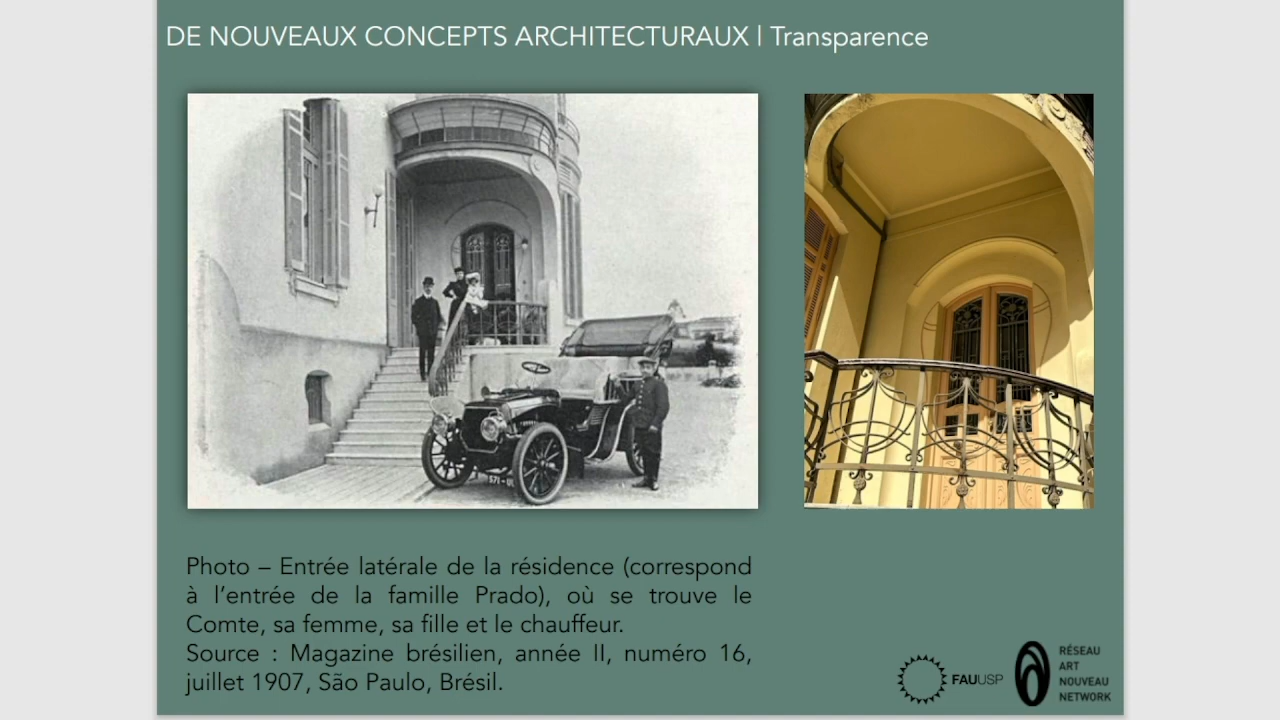 DE NOUVEAUX CONCEPTS ARCHITECTURAUX | Transparence
Photo – Entrée latérale de la résidence (correspond
à l’entrée de la famille Prado), où se trouve le
Comte, sa femme, sa fille et le chauffeur.
Source : Magazine brésilien, année II, numéro 16,
juillet 1907, São Paulo, Brésil.
FAUUSP
RÉSEAU
ART
NOUVEAU
NETWORK